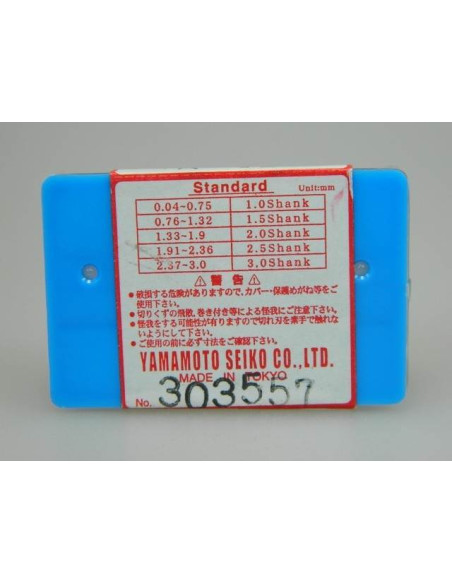 Standard Unit:mm
0.04~0.75 1.0Shank
0.76~1.32 1.5Shank
1.33~1.9 2.0Shank
1.91~2.36 2.5Shank
2.37~3.0 3.0Shank
⚠ 警告 ⚠
●破損する危険がありますので、カバー・保護めがね等をご
使用下さい。
●切りくずの飛散、巻き付き等による怪我にご注意下さい。
●怪我をする可能性が有りますので切れ刃を素手で触れな
いようにして下さい。
●ご使用の前に必ず寸法をご確認下さい。
YAMAMOTO SEIKO CO.,LTD.
MADE IN TOKYO
No. 303557